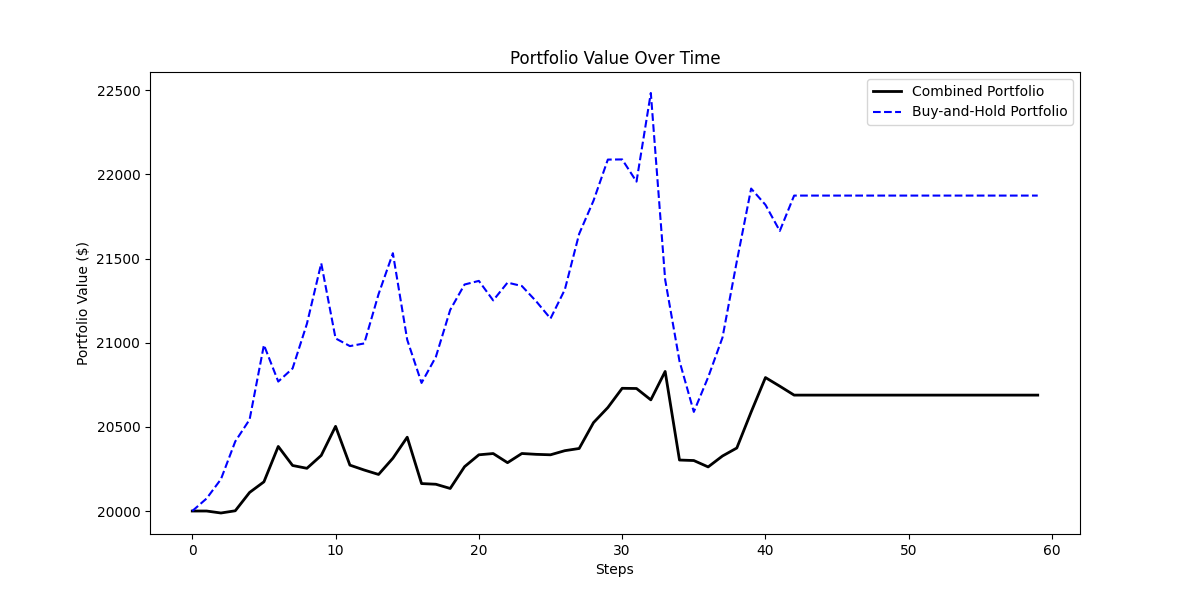 Portfolio Value Over Time
Combined Portfolio
Buy-and-Hold Portfolio
Portfolio Value ($)
22500
22000
21500
21000
20500
20000
0
10
20
30
40
50
60
Steps